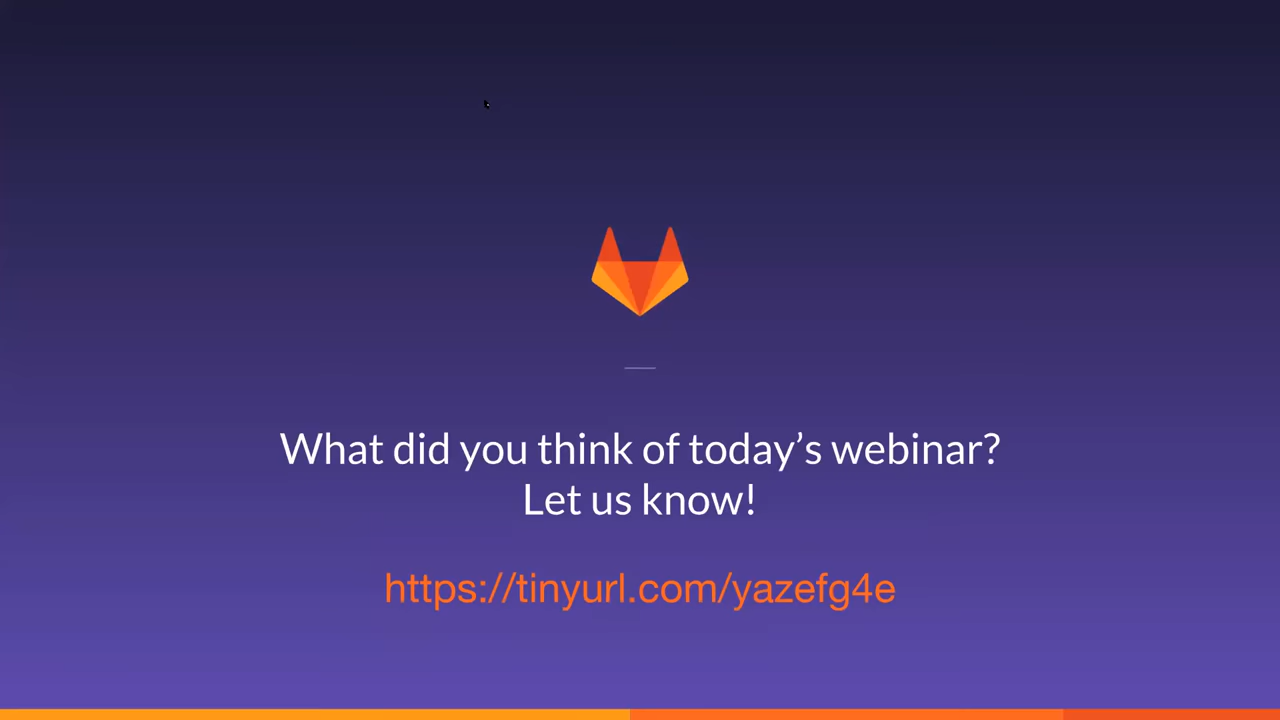 What did you think of today’s webinar?
Let us know!
https://tinyurl.com/yazefg4e